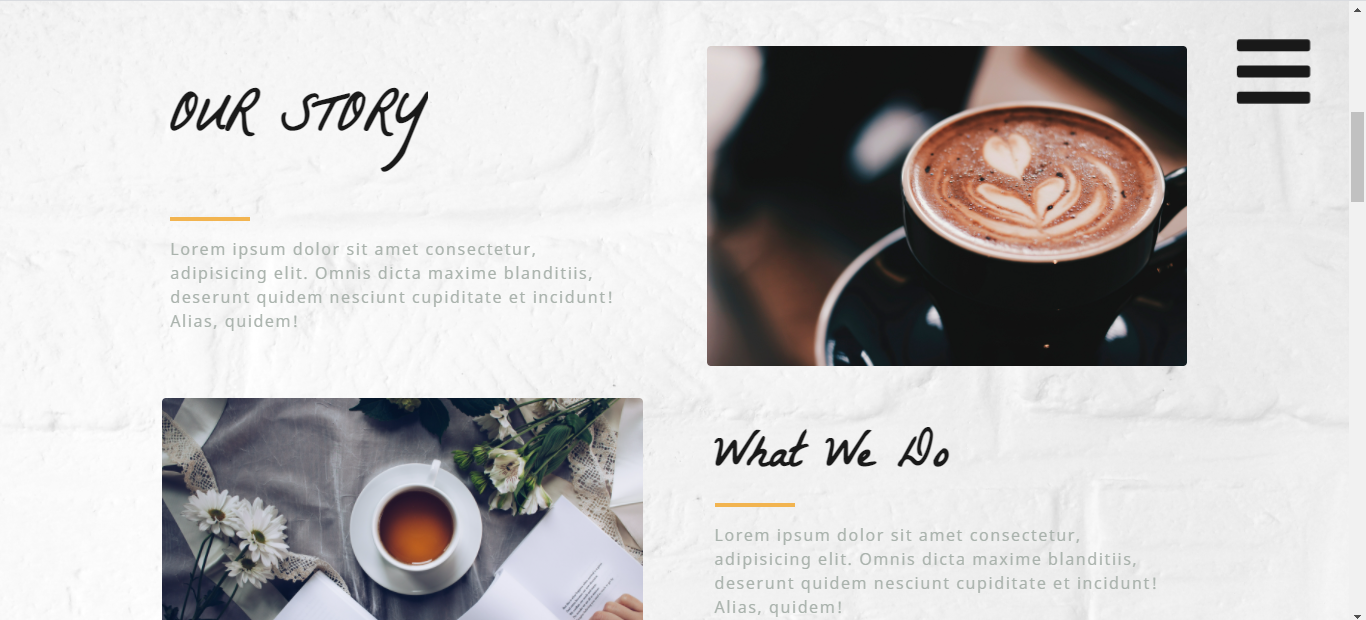 OUR STORY
Lorem ipsum dolor sit amet consectetur,
adipisicing elit. Omnis dicta maxime blanditiis,
deserunt quidem nesciunt cupiditate et incidunt!
Alias, quidem!
What We Do
Lorem ipsum dolor sit amet consectetur,
adipisicing elit. Omnis dicta maxime blanditiis,
deserunt quidem nesciunt cupiditate et incidunt!
Alias, quidem!